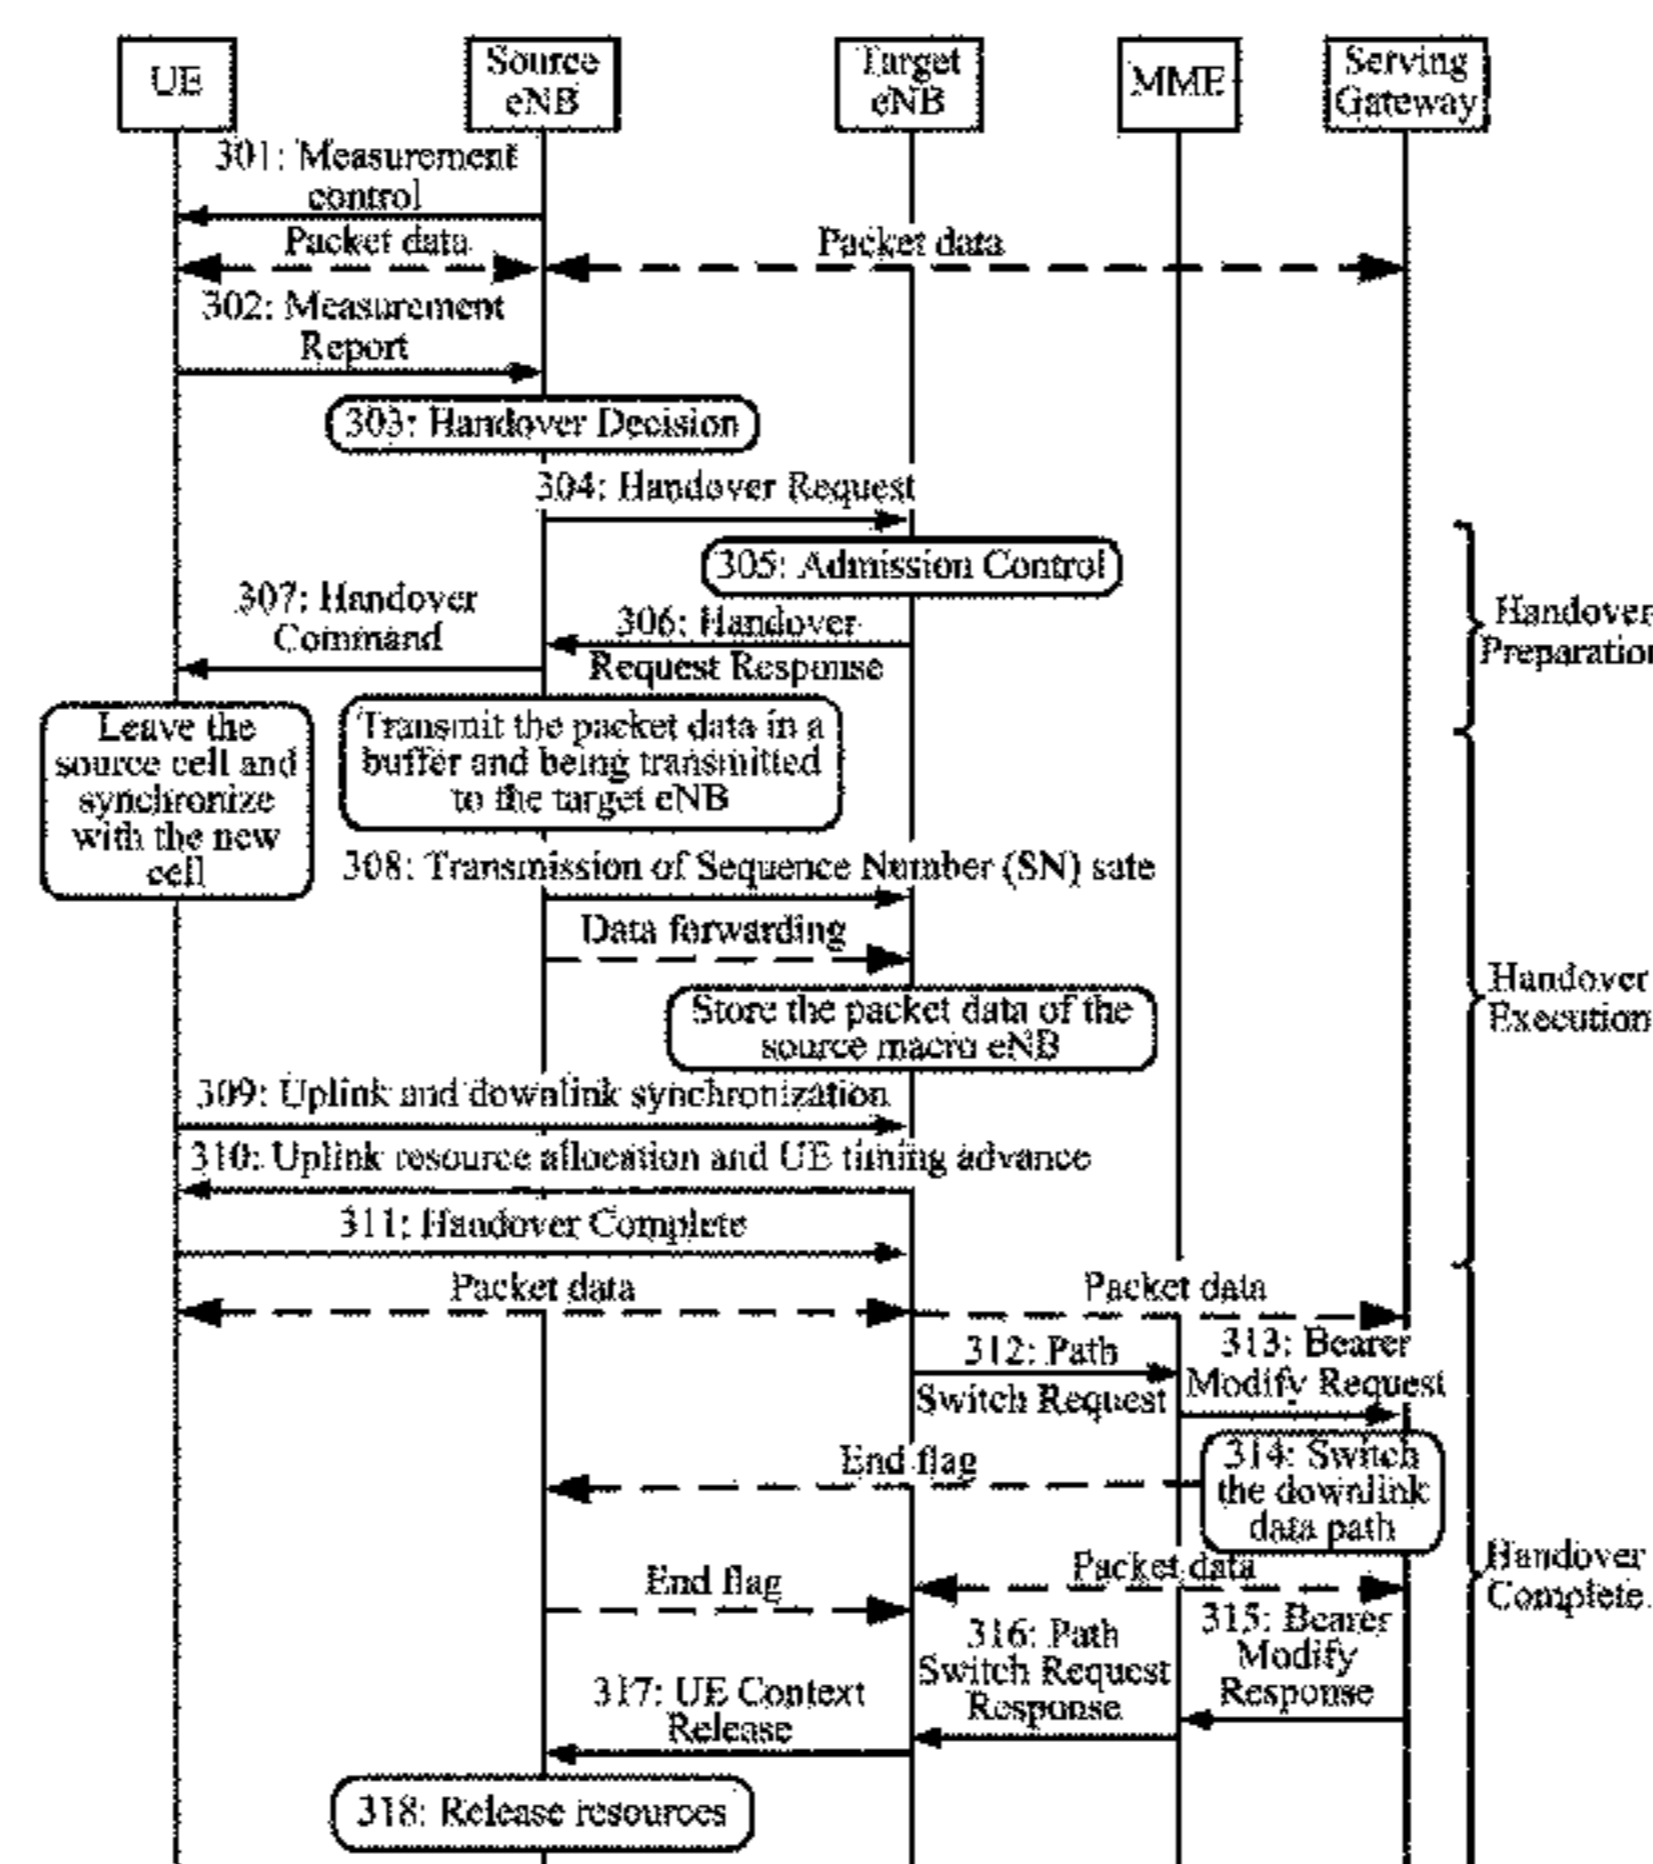 UE
Source
eNB
Target
eNB
MME
Serving
Gateway
301: Measurement
control
Packet data
Packet data
302: Measurement
Report
303: Handover Decision
304: Handover Request
305: Admission Control
307: Handover
Command
306: Handover
Request Response
Handover
Preparation
Leave the
source cell and
synchronize
with the new
cell
Transmit the packet data in a
buffer and being transmitted
to the target eNB
308: Transmission of Sequence Number (SN) sate
Data forwarding
Store the packet data of the
source macro eNB
Handover
Execution
309: Uplink and downlink synchronization
310: Uplink resource allocation and UE timing advance
311: Handover Complete
Packet data
Packet data
312: Path
Switch Request
313: Bearer
Modify Request
End flag
314: Switch
the downlink
data path
Packet data
End flag
Handover
Complete
315: Bearer
Modify
Response
316: Path
Switch Request
Response
317: UE Context
Release
318: Release resources